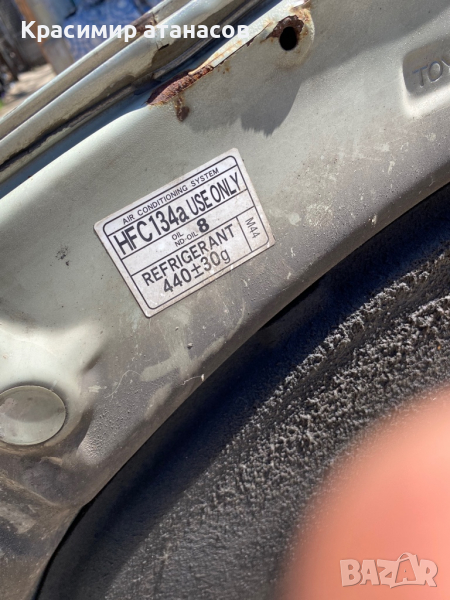 Красимир атанасов
AIR CONDITIONING SYSTEM
HFC134a USE ONLY
OIL
ND-OIL 8
REFRIGERANT
440±30g
M44
BAZAR